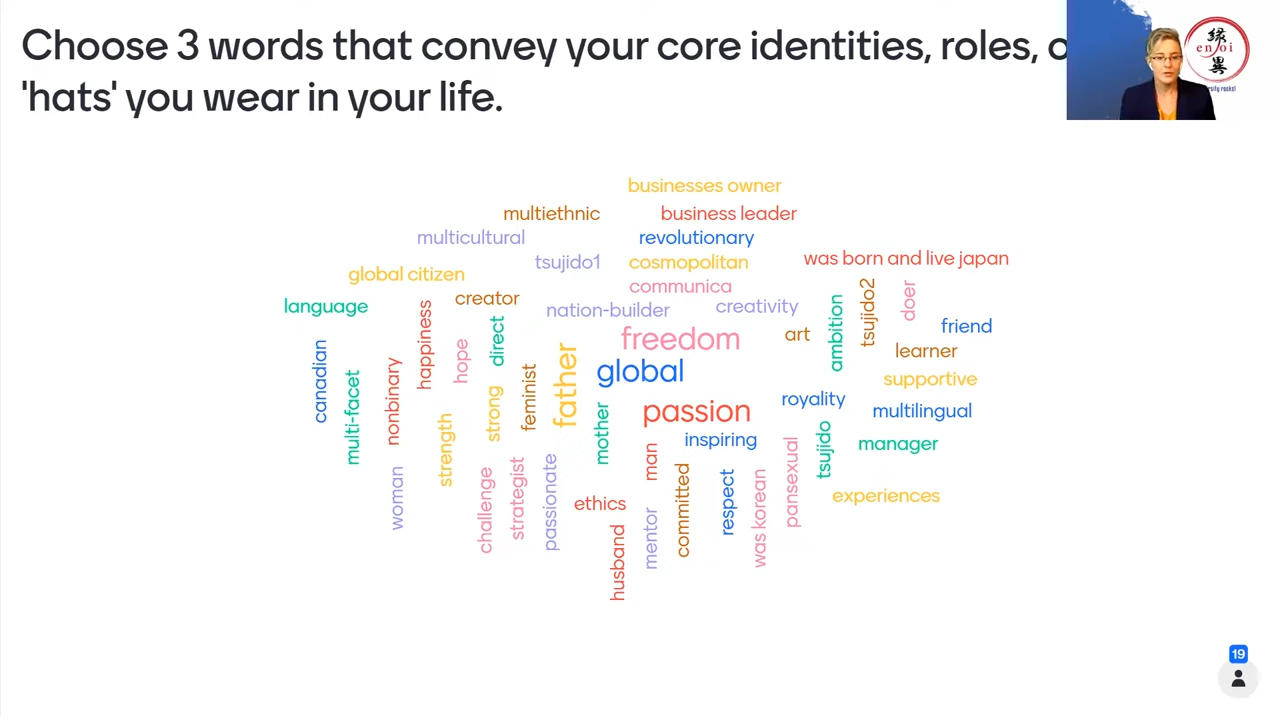 Choose 3 words that convey your core identities, roles, o
'hats' you wear in your life.
緣
enjoi
異
businesses owner
multiethnic
business leader
multicultural
revolutionary
tsujido1
cosmopolitan
was born and live japan
global citizen
communica
language
creator
nation-builder
creativity
happiness
direct
ambition
tsujido2
doer
friend
freedom
art
learner
canadian
multi-facet
nonbinary
hope
strong
feminist
father
global
supportive
royality
multilingual
passion
strength
mother
inspiring
tsujido
manager
woman
challenge
strategist
passionate
man
committed
respect
was korean
pansexual
experiences
ethics
husband
mentor
19